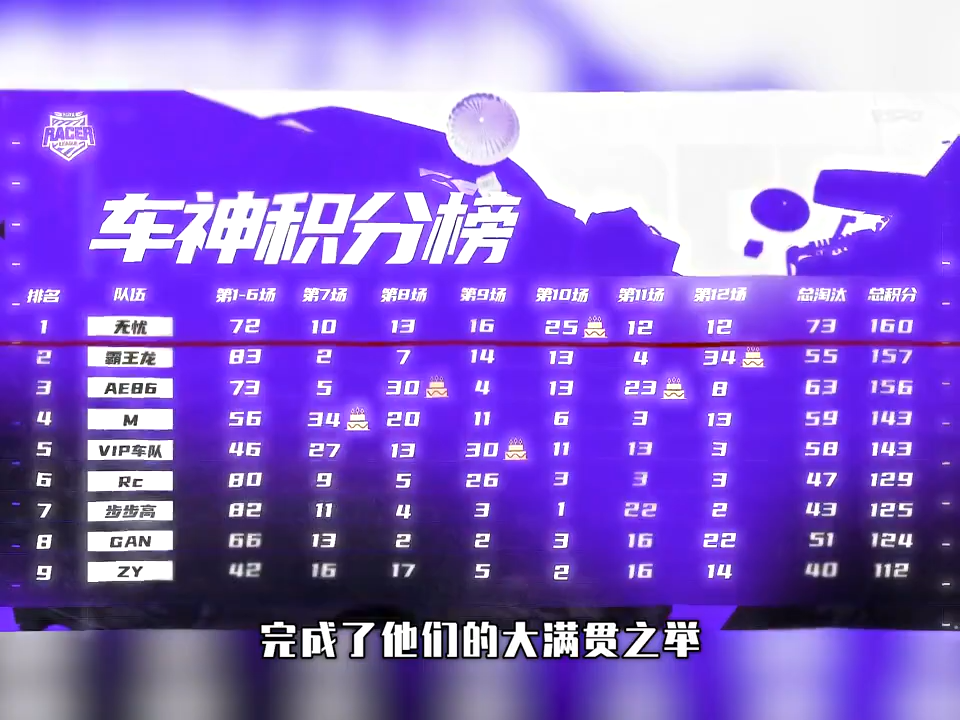 RACER
LEAGUE
车神积分榜
排名 队伍 第1-6场 第7场 第8场 第9场 第10场 第11场 第12场 总淘汰 总积分
1 无忧 72 10 13 16 25 12 12 73 160
2 霸王龙 83 2 7 14 13 4 34 55 157
3 AE86 73 5 30 4 13 23 8 63 156
4 M 56 34 20 11 6 3 13 59 143
5 VIP车队 46 27 13 30 11 13 3 58 143
6 Rc 80 9 5 26 3 3 3 47 129
7 步步高 82 11 4 3 1 22 2 43 125
8 GAN 66 13 2 2 3 16 22 51 124
9 ZY 42 16 17 5 2 16 14 40 112
完成了他们的大满贯之举